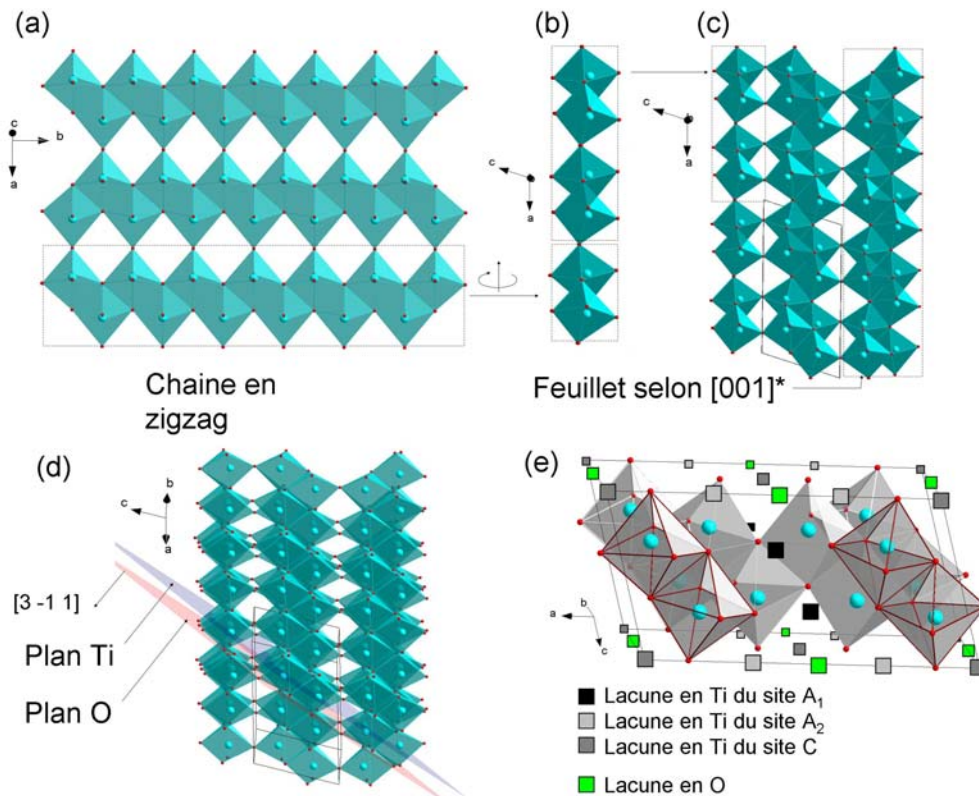 (a)
(b)
(c)
c
b
a
c
a
c
b
a
Chaine en
zigzag
Feuillet selon [001]*
(d)
c
b
a
[3 -1 1]
Plan Ti
Plan O
(e)
a
b
c
Lacune en Ti du site A₁
Lacune en Ti du site A₂
Lacune en Ti du site C
Lacune en O